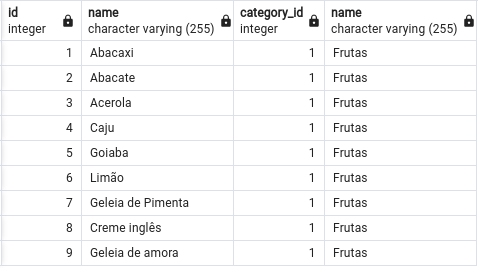 id name category_id name
integer character varying (255) integer character varying (255)
1 Abacaxi 1 Frutas
2 Abacate 1 Frutas
3 Acerola 1 Frutas
4 Caju 1 Frutas
5 Goiaba 1 Frutas
6 Limão 1 Frutas
7 Geleia de Pimenta 1 Frutas
8 Creme inglês 1 Frutas
9 Geleia de amora 1 Frutas